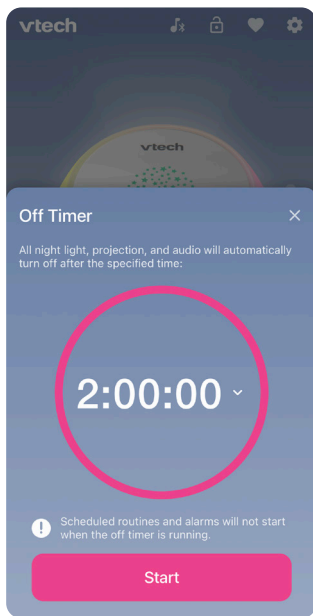 vtech
vtech
Off Timer
All night light, projection, and audio will automatically
turn off after the specified time:
2:00:00
Scheduled routines and alarms will not start
when the off timer is running.
Start